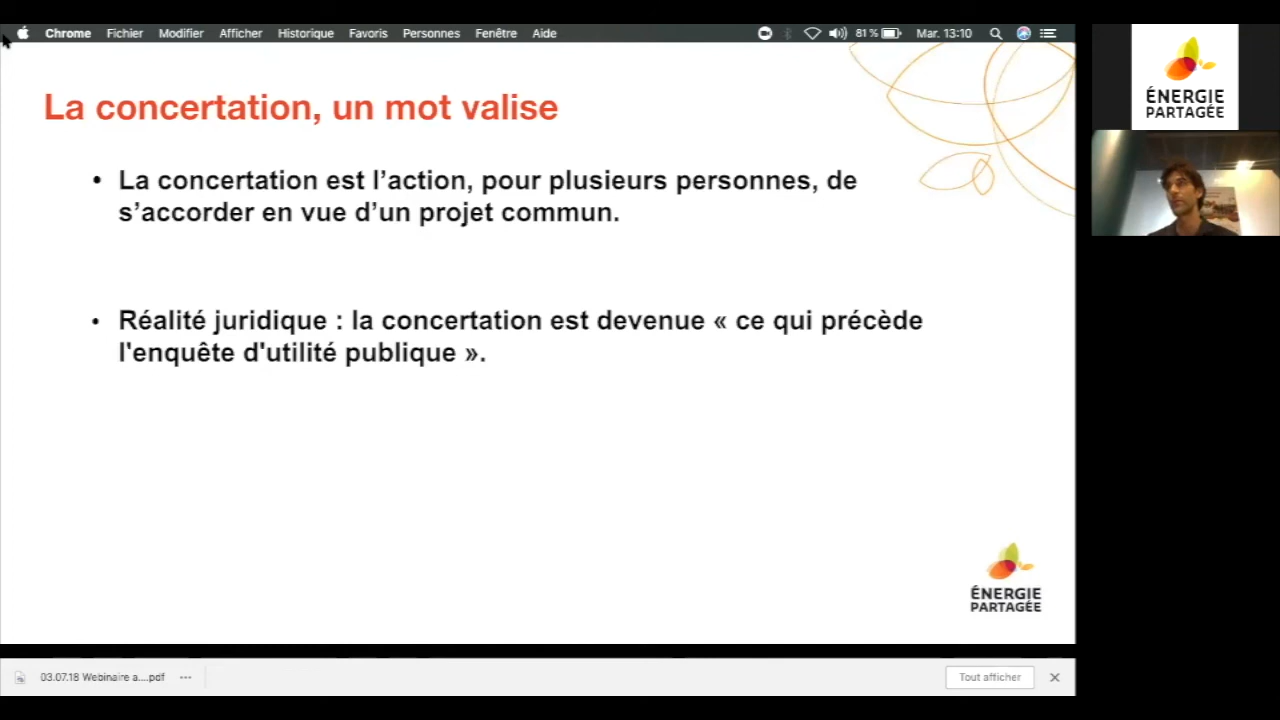 Chrome Fichier Modifier Afficher Historique Favoris Personnes Fenêtre Aide 81 % Mar. 13:10
ÉNERGIE
PARTAGÉE
La concertation, un mot valise
• La concertation est l’action, pour plusieurs personnes, de
s’accorder en vue d’un projet commun.
• Réalité juridique : la concertation est devenue « ce qui précède
l'enquête d'utilité publique ».
ÉNERGIE
PARTAGÉE
03.07.18 Webinaire a....pdf
Tout afficher